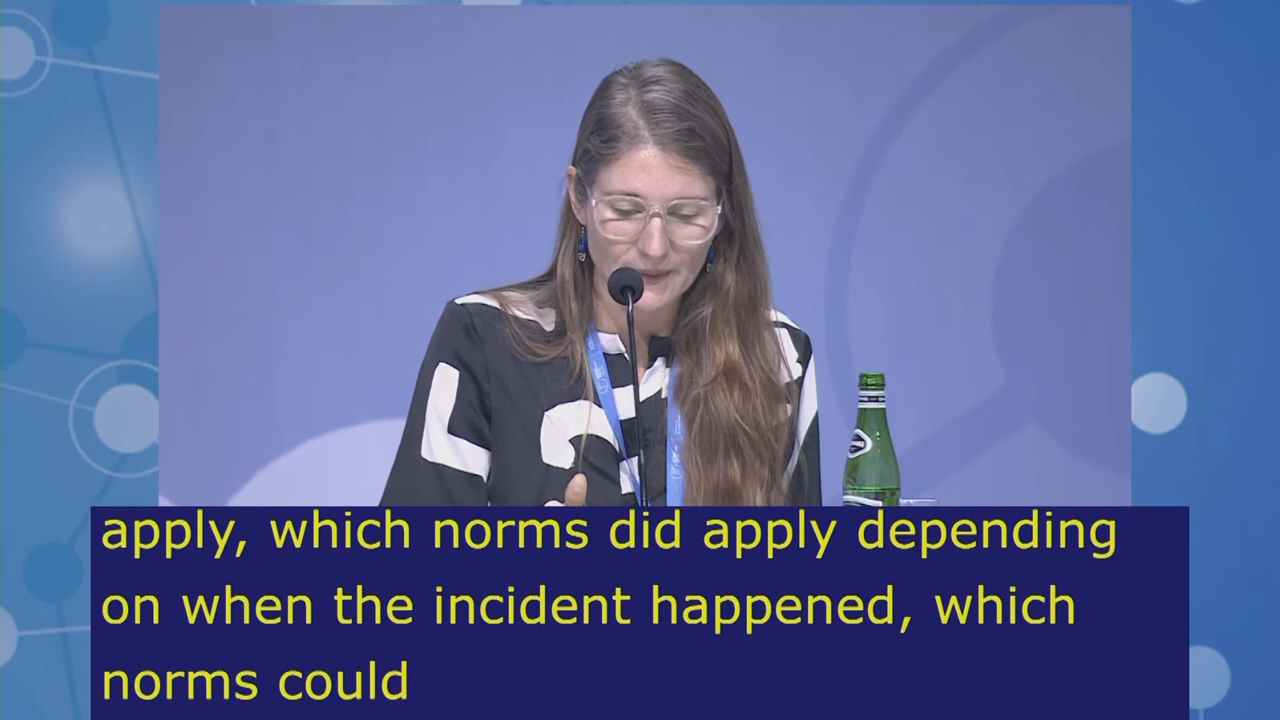 apply, which norms did apply depending
on when the incident happened, which
norms could